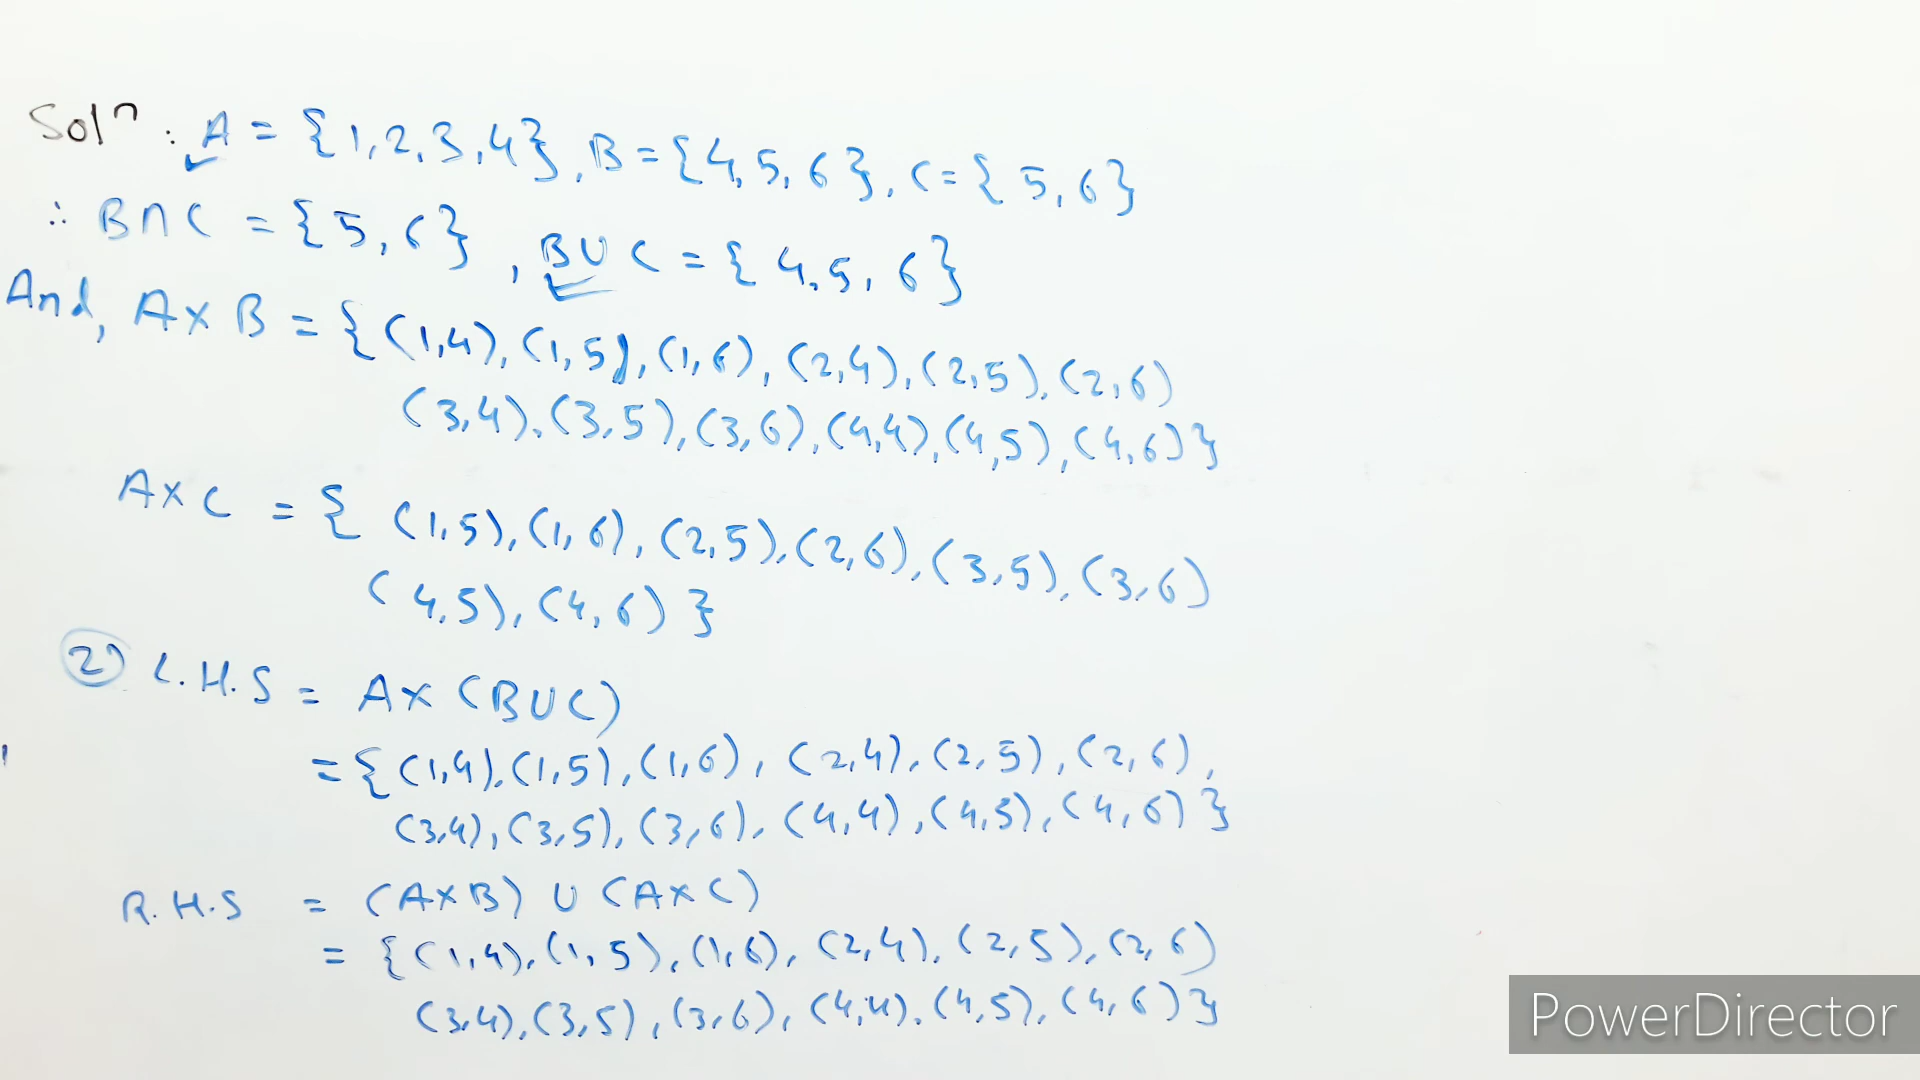 Solⁿ : A = {1,2,3,4}, B = {4,5,6}, C = {5,6}
∴ B∩C = {5,6}, B∪C = {4,5,6}
And, A×B = {(1,4), (1,5), (1,6), (2,4), (2,5), (2,6)
(3,4), (3,5), (3,6), (4,4), (4,5), (4,6)}
A×C = { (1,5), (1,6), (2,5), (2,6), (3,5), (3,6)
(4,5), (4,6) }
2) L.H.S = A×(B∪C)
= {(1,4), (1,5), (1,6), (2,4), (2,5), (2,6),
(3,4), (3,5), (3,6), (4,4), (4,5), (4,6)}
R.H.S = (A×B) ∪ (A×C)
= {(1,4), (1,5), (1,6), (2,4), (2,5), (2,6)
(3,4), (3,5), (3,6), (4,4), (4,5), (4,6)}
PowerDirector